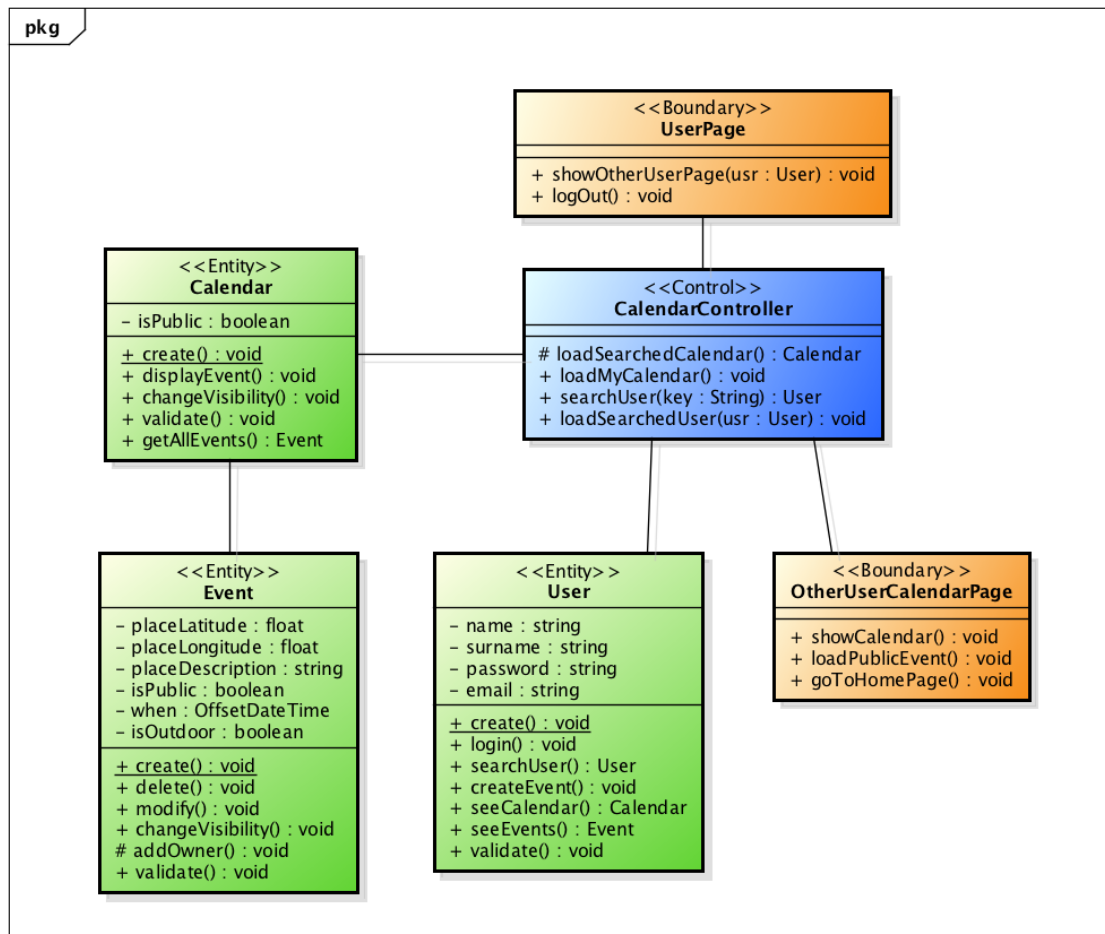 pkg
<<Boundary>>
UserPage
+ showOtherUserPage(usr : User) : void
+ logOut() : void
<<Entity>>
Calendar
– isPublic : boolean
+ create() : void
+ displayEvent() : void
+ changeVisibility() : void
+ validate() : void
+ getAllEvents() : Event
<<Control>>
CalendarController
# loadSearchedCalendar() : Calendar
+ loadMyCalendar() : void
+ searchUser(key : String) : User
+ loadSearchedUser(usr : User) : void
<<Entity>>
Event
– placeLatitude : float
– placeLongitude : float
– placeDescription : string
– isPublic : boolean
– when : OffsetDateTime
– isOutdoor : boolean
+ create() : void
+ delete() : void
+ modify() : void
+ changeVisibility() : void
# addOwner() : void
+ validate() : void
<<Entity>>
User
– name : string
– surname : string
– password : string
– email : string
+ create() : void
+ login() : void
+ searchUser() : User
+ createEvent() : void
+ seeCalendar() : Calendar
+ seeEvents() : Event
+ validate() : void
<<Boundary>>
OtherUserCalendarPage
+ showCalendar() : void
+ loadPublicEvent() : void
+ goToHomePage() : void